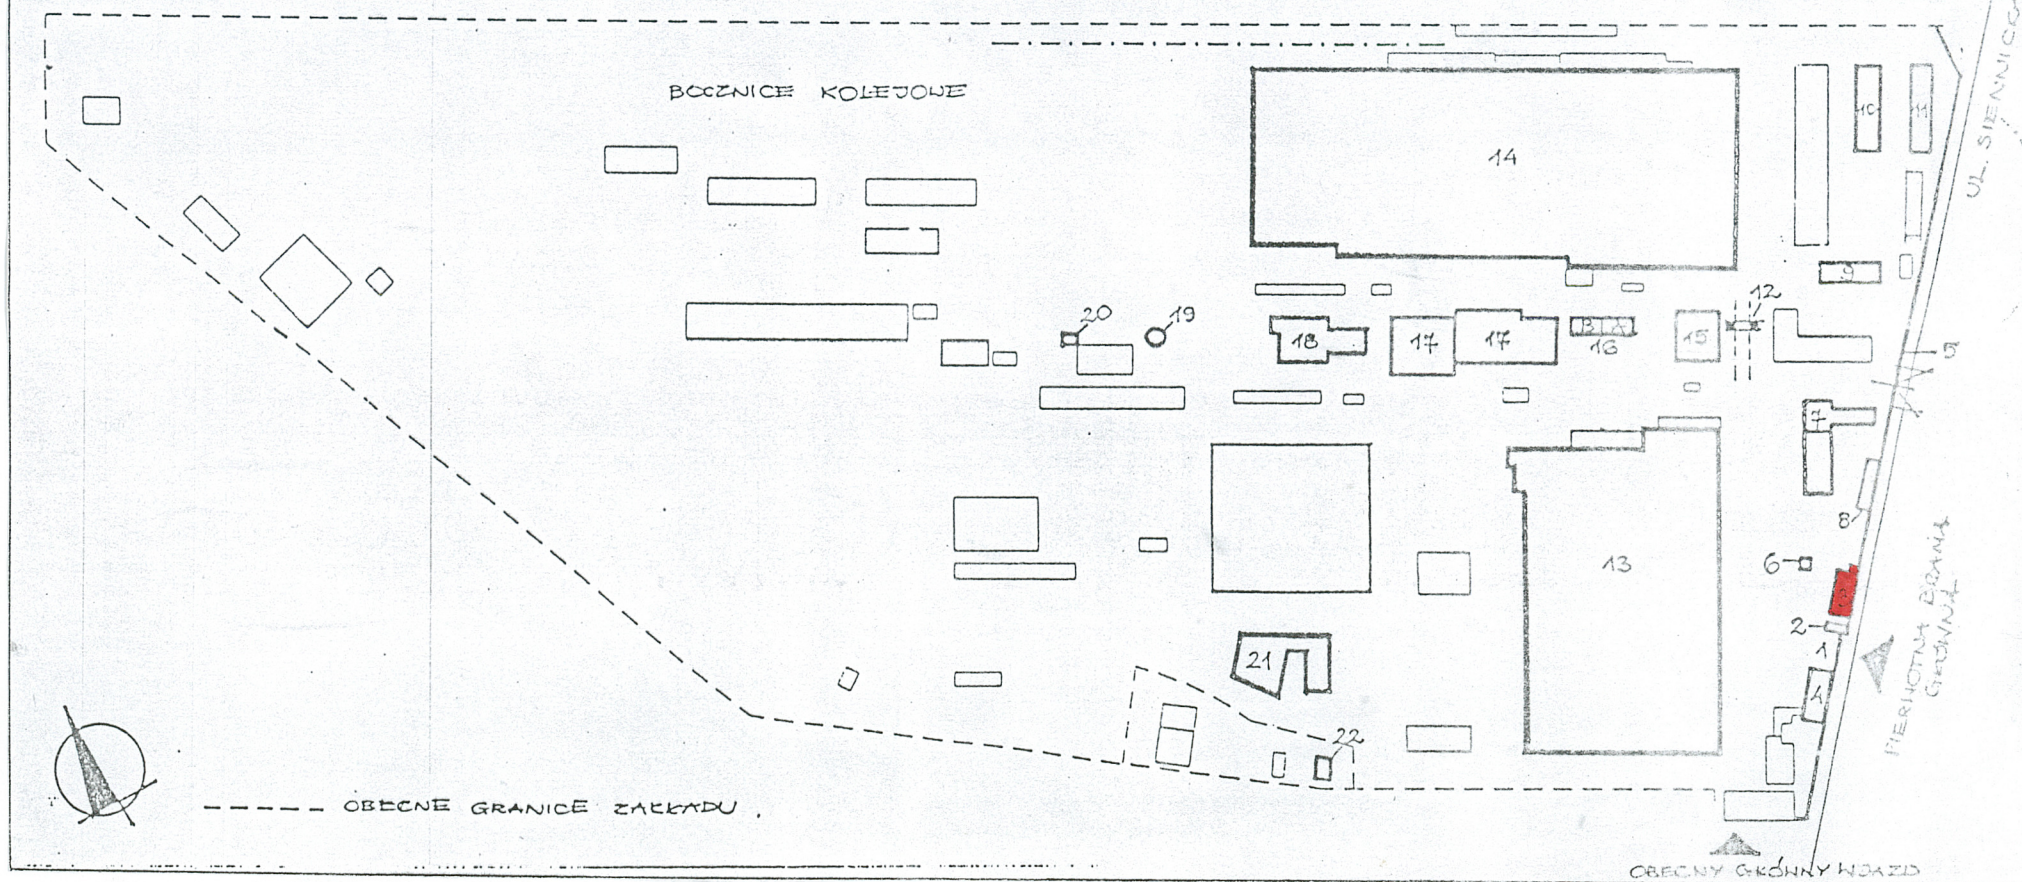 BOCZNICE KOLEJOWE
14
10
11
UL. SIENNICKA
9
12
20
19
18
17
17
B A
16
15
5
7
8
13
6
2
1
A
PIERWOTNA BRAMA
GŁÓWNA
21
22
OBECNE GRANICE ZAKŁADU.
OBECNY GŁÓWNY WJAZD